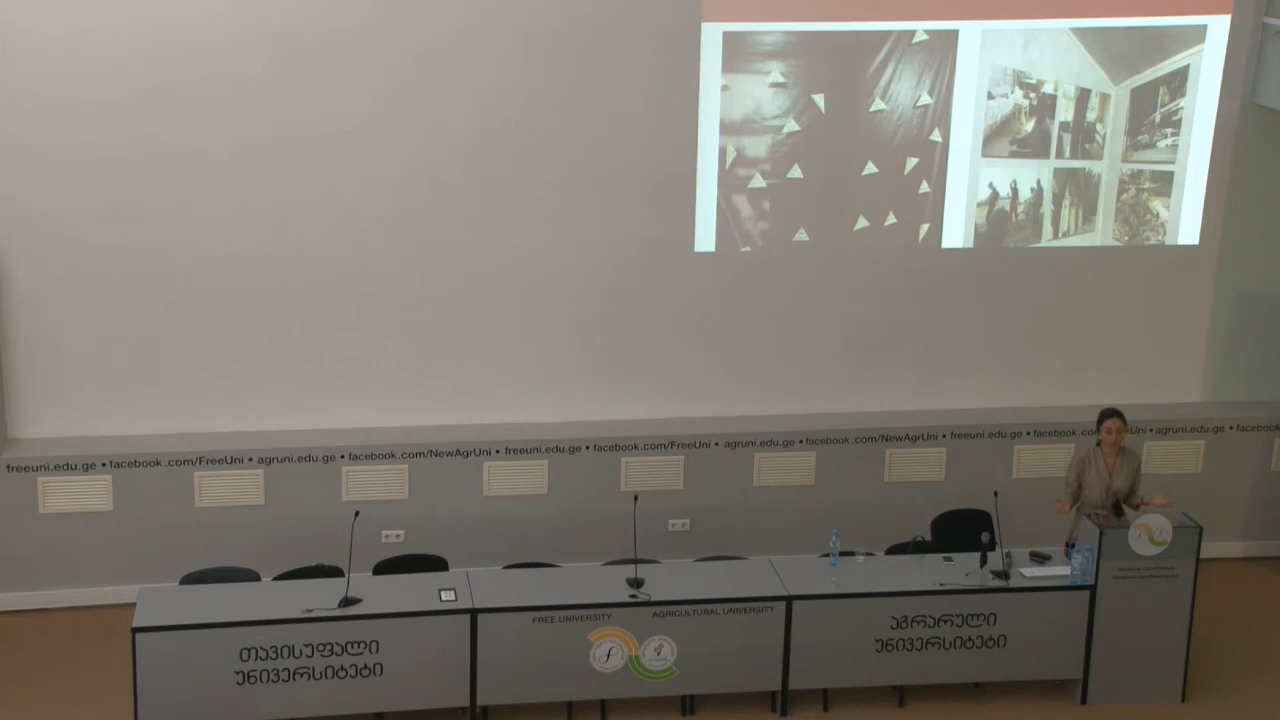 freeuni.edu.ge • facebook.com/FreeUni • agruni.edu.ge • facebook.com/NewAgrUni • freeuni.edu.ge • facebook.com/FreeUni • agruni.edu.ge • facebook.com/NewAgrUni • freeuni.edu.ge • facebook.com/ Uni • agruni.edu.ge • facebook
FREE UNIVERSITY
AGRICULTURAL UNIVERSITY
თავისუფალი
უნივერსიტეტი
აგრარული
უნივერსიტეტი